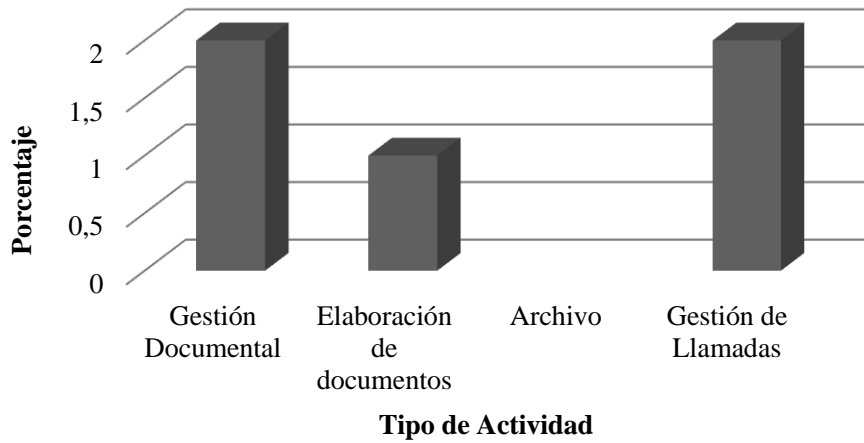 Porcentaje
2
1,5
1
0,5
0
Gestión
Documental
Elaboración
de
documentos
Archivo
Gestión de
Llamadas
Tipo de Actividad